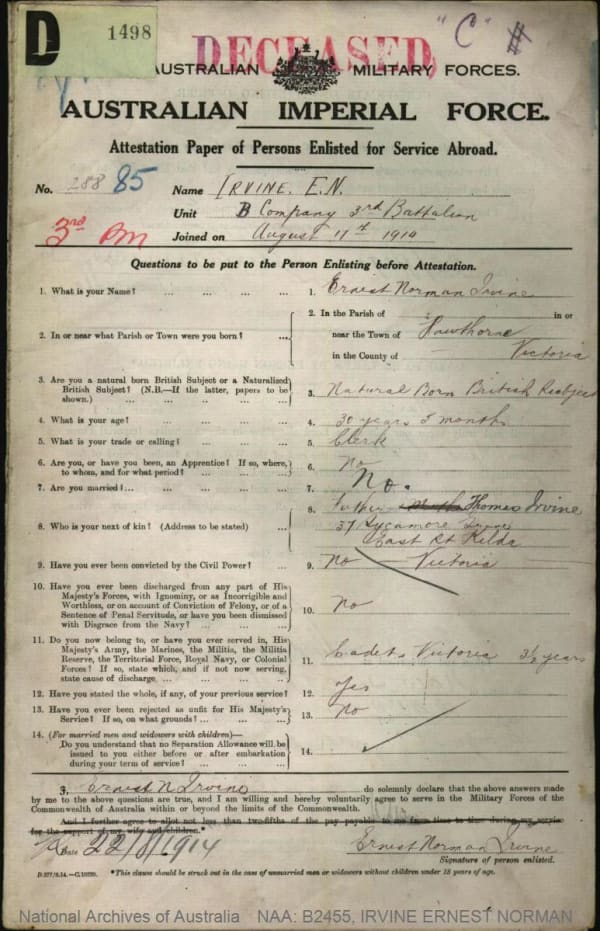 D
1498
DECEASED
"C" #
AUSTRALIAN MILITARY FORCES.
AUSTRALIAN IMPERIAL FORCE.
Attestation Paper of Persons Enlisted for Service Abroad.
No. 288 85 Name IRVINE. E.N.
Unit B Company 3rd Battalion
3rd Bn Joined on August 17th 1914
Questions to be put to the Person Enlisting before Attestation.
1. What is your Name? ... ... ... ... 1. Ernest Norman Irvine
2. In or near what Parish or Town were you born? ... 2. In the Parish of in or
near the Town of Hawthorne
in the County of — Victoria
3. Are you a natural born British Subject or a Naturalized
British Subject? (N.B.—If the latter, papers to be
shown.) ... ... ... ... ... 3. Natural Born British Subject
4. What is your age? ... ... ... ... 4. 30 years 3 months
5. What is your trade or calling? ... ... ... 5. Clerk
6. Are you, or have you been, an Apprentice? If so, where,
to whom, and for what period? ... ... ... 6. No
7. Are you married?... ... ... ... ... 7. No.
8. Who is your next of kin? (Address to be stated) ... 8. Father Thomas Irvine
37 Sycamore Grove
East St Kilda
Victoria
9. Have you ever been convicted by the Civil Power? ... 9. No
10. Have you ever been discharged from any part of His
Majesty's Forces, with Ignominy, or as Incorrigible and
Worthless, or on account of Conviction of Felony, or of a
Sentence of Penal Servitude, or have you been dismissed
with Disgrace from the Navy? ... ... ... 10. No
11. Do you now belong to, or have you ever served in, His
Majesty's Army, the Marines, the Militia, the Militia
Reserve, the Territorial Force, Royal Navy, or Colonial
Forces? If so, state which, and if not now serving,
state cause of discharge. ... ... ... ... 11. Cadets Victoria 3½ years
12. Have you stated the whole, if any, of your previous service? 12. Yes
13. Have you ever been rejected as unfit for His Majesty's
Service? If so, on what grounds? ... ... ... 13. No
14. (For married men and widowers with children)—
Do you understand that no Separation Allowance will be
issued to you either before or after embarkation
during your term of service? ... ... ... 14.
I, Ernest N Irvine do solemnly declare that the above answers made
by me to the above questions are true, and I am willing and hereby voluntarily agree to serve in the Military Forces of the
Commonwealth of Australia within or beyond the limits of the Commonwealth.
And I further agree to allot not less than two-fifths of the pay payable to me from time to time during my service
for the support of my wife and children.*
Date 22/8/1914 Ernest Norman Irvine
Signature of person enlisted.
D.377/8.14.—C.10270. *This clause should be struck out in the case of unmarried men or widowers without children under 18 years of age.
National Archives of Australia NAA: B2455, IRVINE ERNEST NORMAN